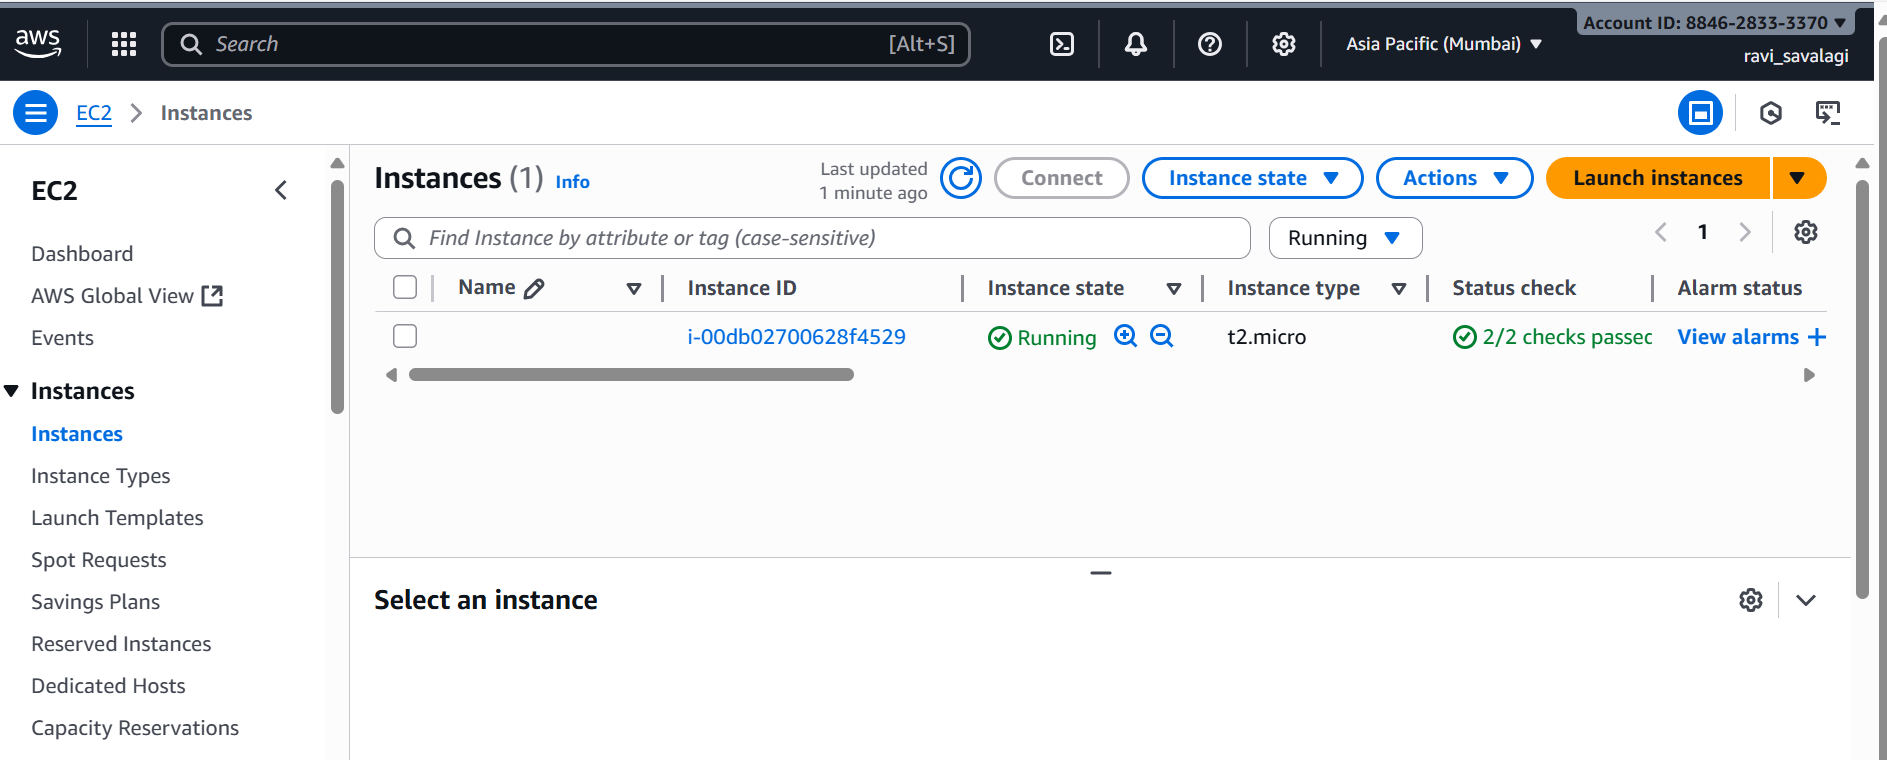 aws
Search [Alt+S]
Asia Pacific (Mumbai)
Account ID: 8846-2833-3370
ravi_savalagi
EC2 Instances
EC2
Dashboard
AWS Global View
Events
Instances
Instances
Instance Types
Launch Templates
Spot Requests
Savings Plans
Reserved Instances
Dedicated Hosts
Capacity Reservations
Instances (1) Info
Last updated
1 minute ago
Connect
Instance state
Actions
Launch instances
Find Instance by attribute or tag (case-sensitive)
Running
1
Name Instance ID Instance state Instance type Status check Alarm status
i-00db02700628f4529 Running t2.micro 2/2 checks passed View alarms +
Select an instance